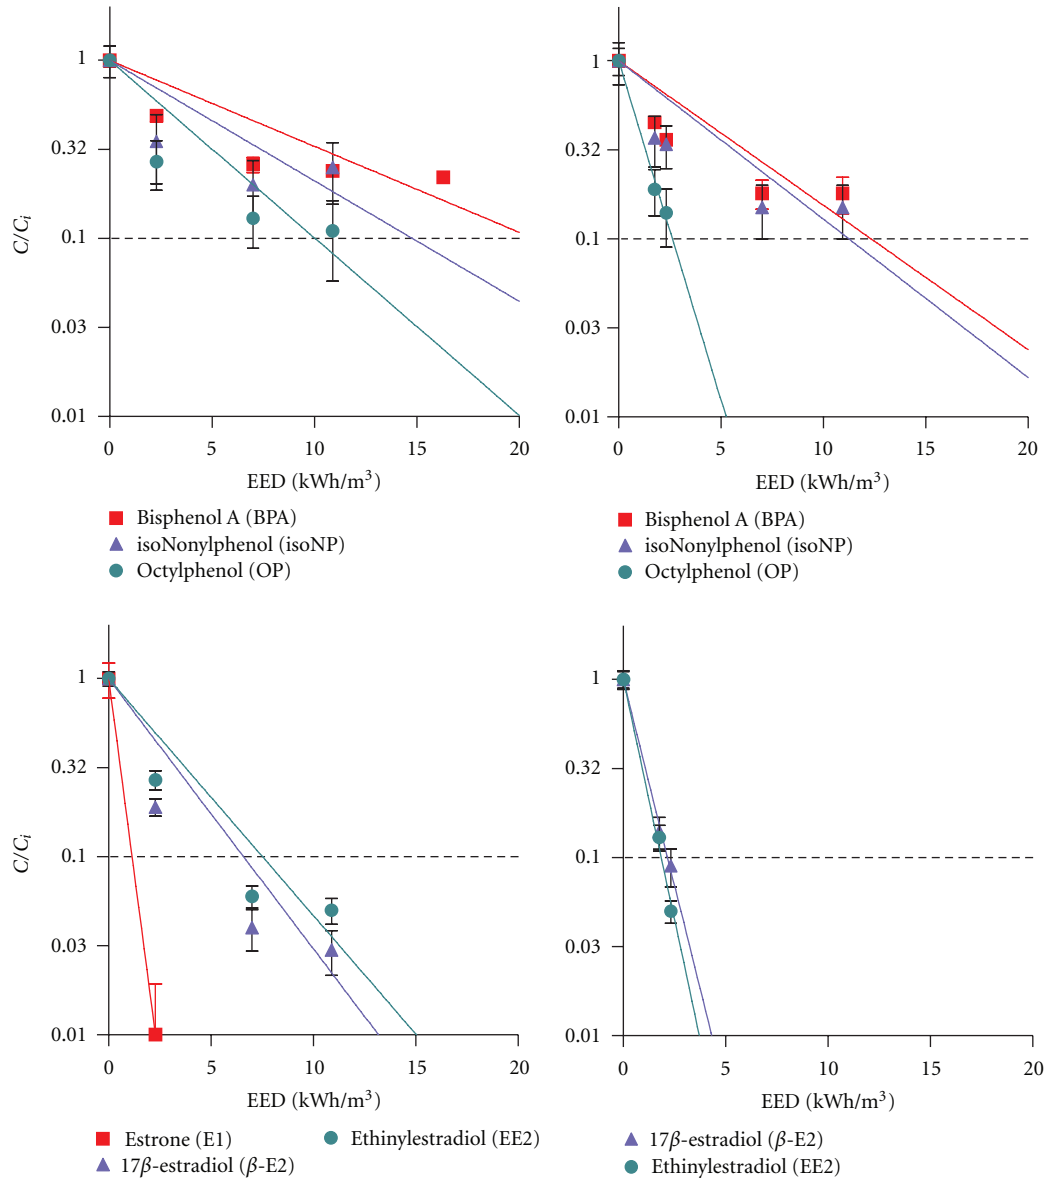 1
0.32
0.1
0.03
0.01
C/Cᵢ
0 5 10 15 20
EED (kWh/m³)
Bisphenol A (BPA)
isoNonylphenol (isoNP)
Octylphenol (OP)
1
0.32
0.1
0.03
0.01
0 5 10 15 20
EED (kWh/m³)
Bisphenol A (BPA)
isoNonylphenol (isoNP)
Octylphenol (OP)
1
0.32
0.1
0.03
0.01
C/Cᵢ
0 5 10 15 20
EED (kWh/m³)
Estrone (E1)
17β-estradiol (β-E2)
Ethinylestradiol (EE2)
1
0.32
0.1
0.03
0.01
0 5 10 15 20
EED (kWh/m³)
17β-estradiol (β-E2)
Ethinylestradiol (EE2)